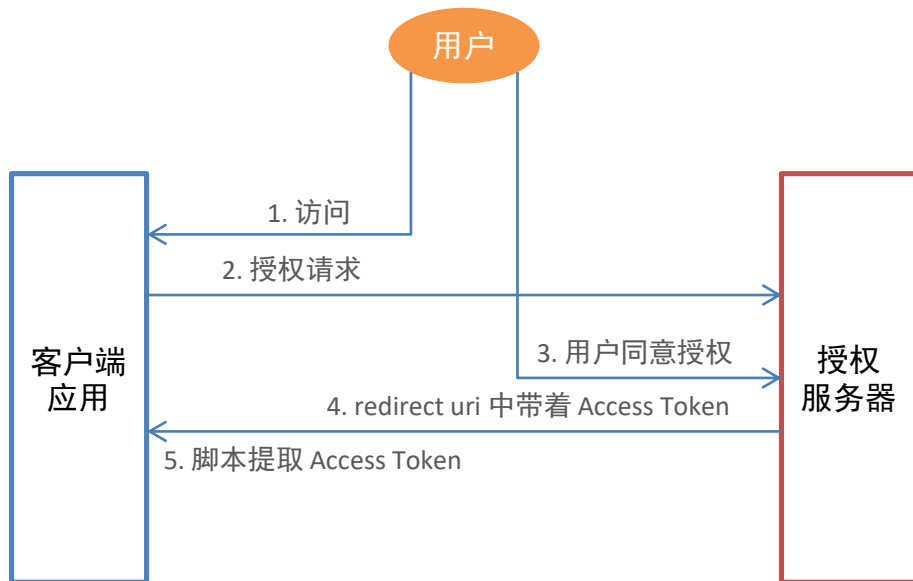 用户
1. 访问
2. 授权请求
客户端
应用
3. 用户同意授权
授权
服务器
4. redirect uri 中带着 Access Token
5. 脚本提取 Access Token